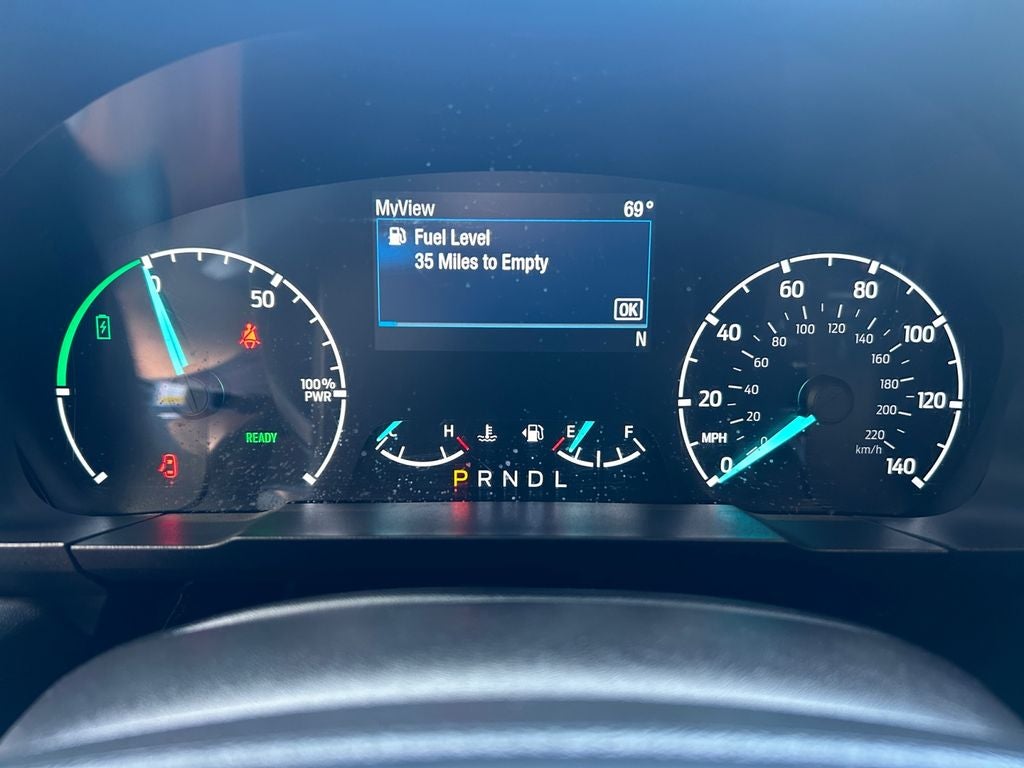 MyView 69°
Fuel Level
35 Miles to Empty
OK
N
0
50
100%
PWR
READY
C H
E F
P R N D L
0 20 40 60 80 100 120 140
MPH
0 20 40 60 80 100 120 140 160 180 200 220
km/h